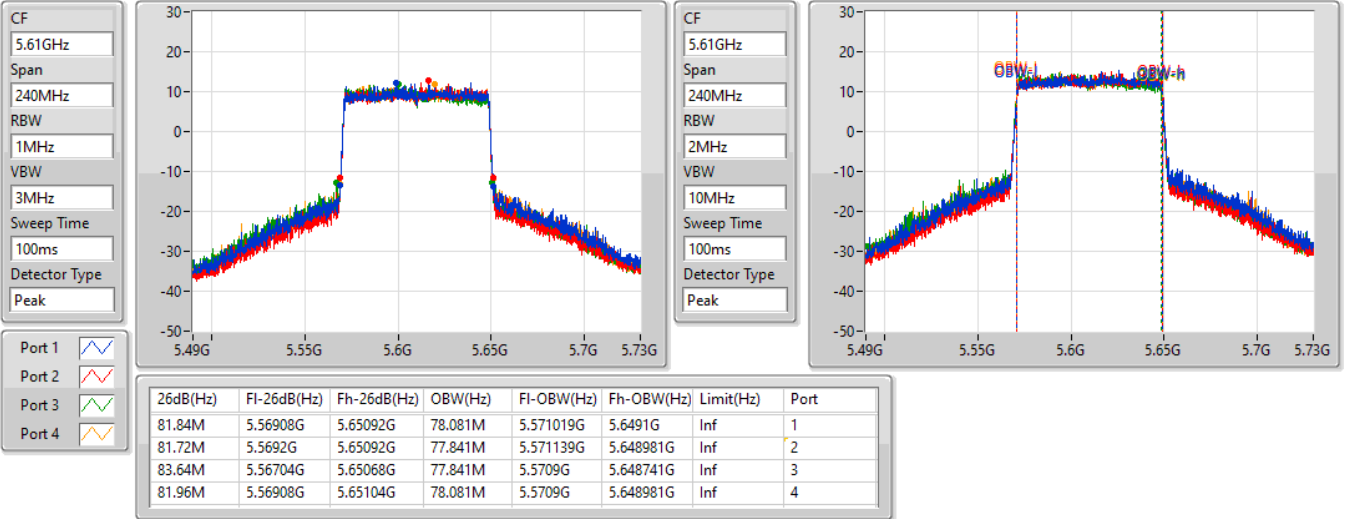 CF
5.61GHz
Span
240MHz
RBW
1MHz
VBW
3MHz
Sweep Time
100ms
Detector Type
Peak
30
20
10
0
-10
-20
-30
-40
-50
5.49G 5.55G 5.6G 5.65G 5.7G 5.73G
CF
5.61GHz
Span
240MHz
RBW
2MHz
VBW
10MHz
Sweep Time
100ms
Detector Type
Peak
30
20
10
0
-10
-20
-30
-40
-50
OBW-l OBW-h
5.49G 5.55G 5.6G 5.65G 5.7G 5.73G
Port 1
Port 2
Port 3
Port 4
26dB(Hz) Fl-26dB(Hz) Fh-26dB(Hz) OBW(Hz) Fl-OBW(Hz) Fh-OBW(Hz) Limit(Hz) Port
81.84M 5.56908G 5.65092G 78.081M 5.571019G 5.6491G Inf 1
81.72M 5.5692G 5.65092G 77.841M 5.571139G 5.648981G Inf 2
83.64M 5.56704G 5.65068G 77.841M 5.5709G 5.648741G Inf 3
81.96M 5.56908G 5.65104G 78.081M 5.5709G 5.648981G Inf 4